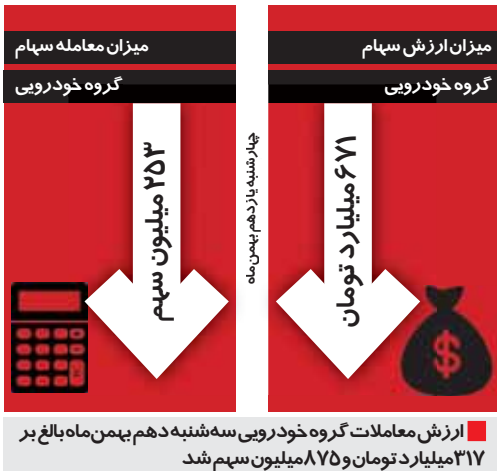 میزان ارزش سهام
گروه خودرویی
۶۷۱ میلیارد تومان
$
چهارشنبه یازدهم بهمن ماه
میزان معامله سهام
گروه خودرویی
۲۵۳ میلیون سهم
ارزش معاملات گروه خودرویی سه‌شنبه دهم بهمن‌ماه بالغ بر
۳۱۷ میلیارد تومان و ۸۷۵ میلیون سهم شد